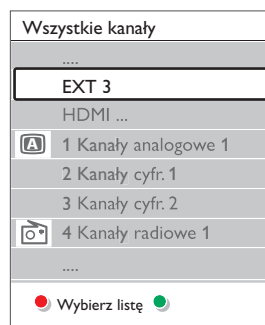 Wszystkie kanały
....
EXT 3
HDMI ...
A 1 Kanały analogowe 1
2 Kanały cyfr. 1
3 Kanały cyfr. 2
4 Kanały radiowe 1
....
Wybierz listę